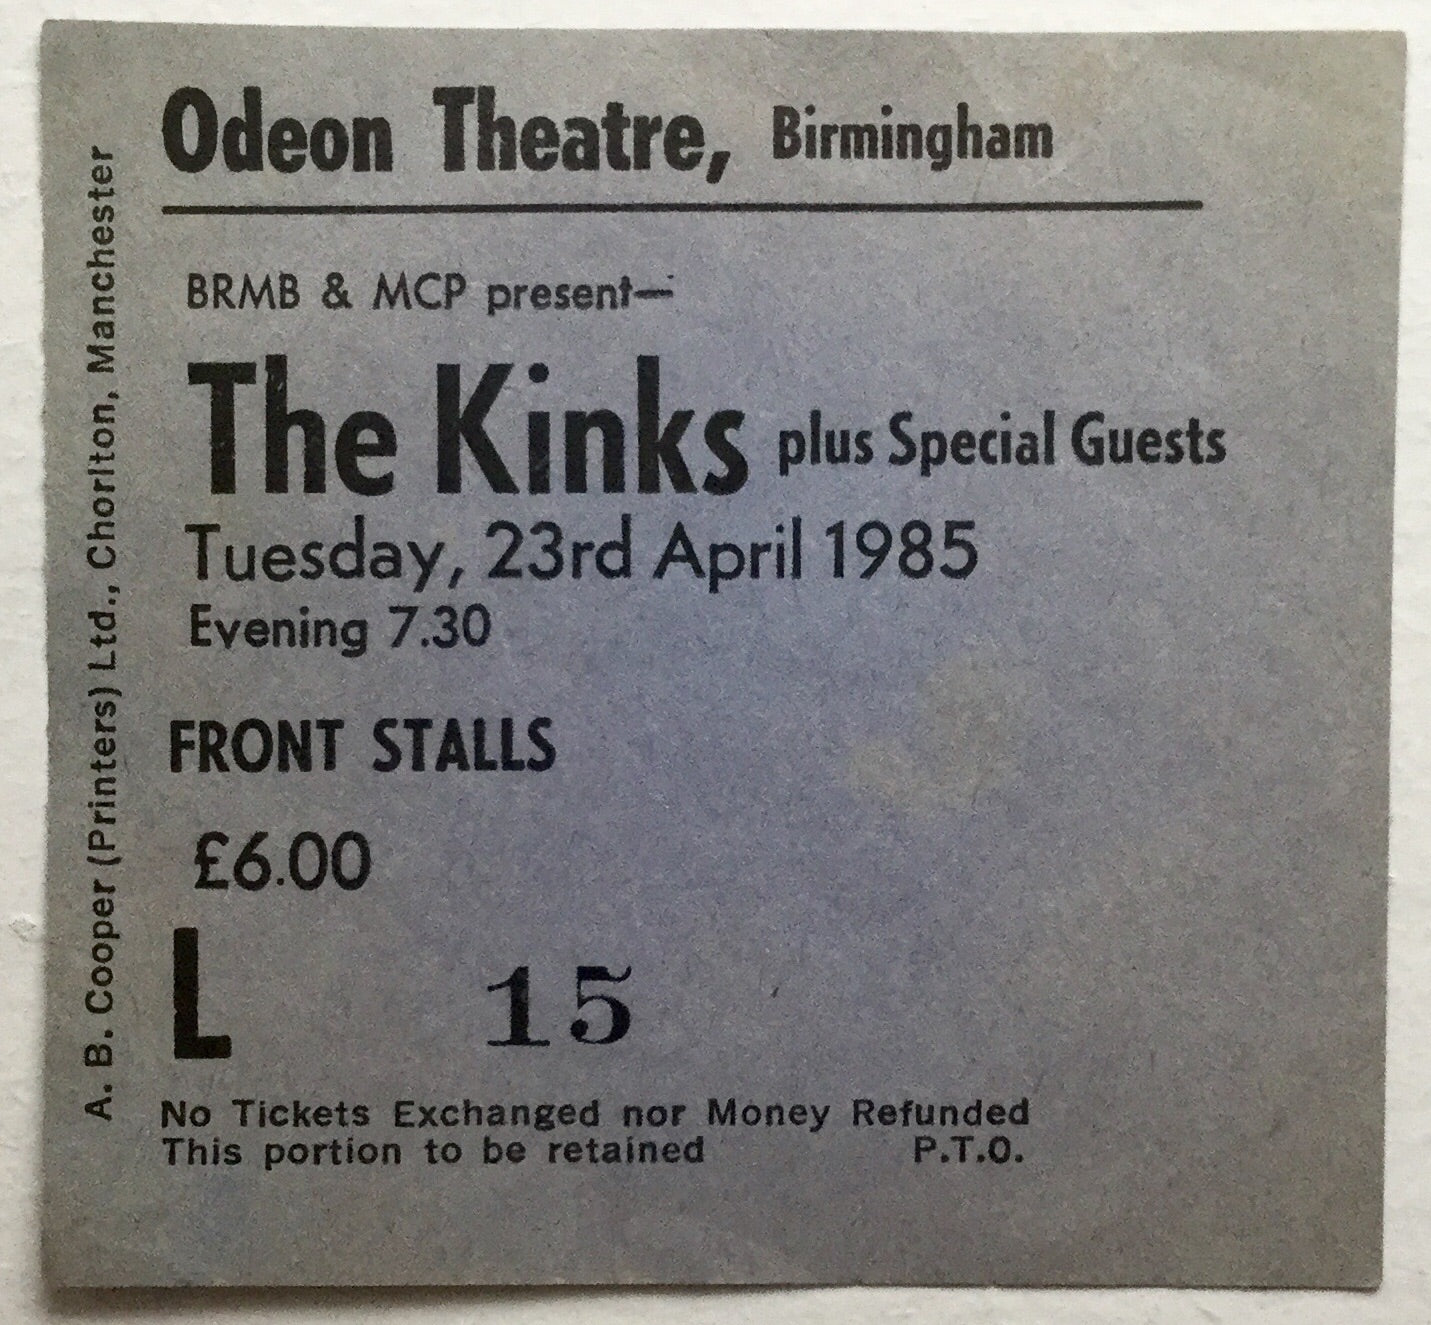 Odeon Theatre, Birmingham
BRMB & MCP present—
The Kinks plus Special Guests
Tuesday, 23rd April 1985
Evening 7.30
FRONT STALLS
£6.00
L 15
No Tickets Exchanged nor Money Refunded
This portion to be retained P.T.O.
A. B. Cooper (Printers) Ltd., Chorlton, Manchester